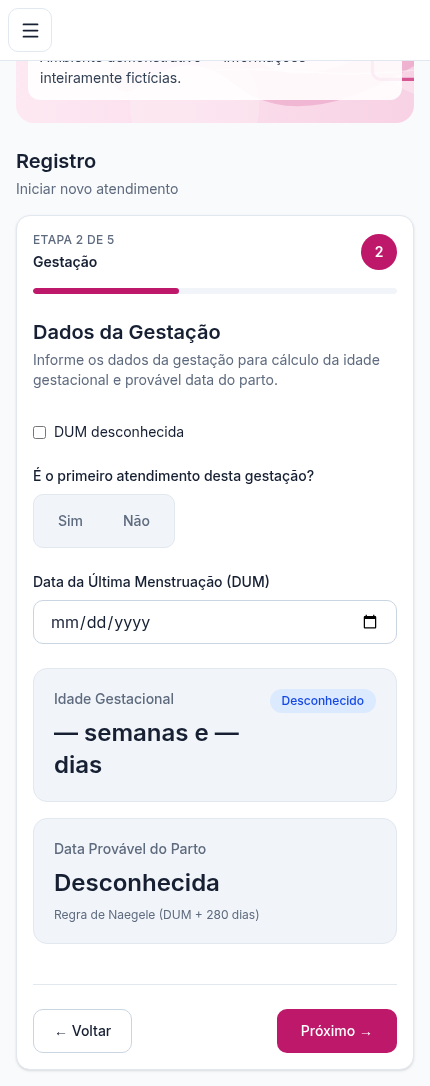 inteiramente fictícias.
Registro
Iniciar novo atendimento
ETAPA 2 DE 5
Gestação
2
Dados da Gestação
Informe os dados da gestação para cálculo da idade
gestacional e provável data do parto.
DUM desconhecida
É o primeiro atendimento desta gestação?
Sim Não
Data da Última Menstruação (DUM)
mm/dd/yyyy
Idade Gestacional
Desconhecido
— semanas e —
dias
Data Provável do Parto
Desconhecida
Regra de Naegele (DUM + 280 dias)
← Voltar
Próximo →